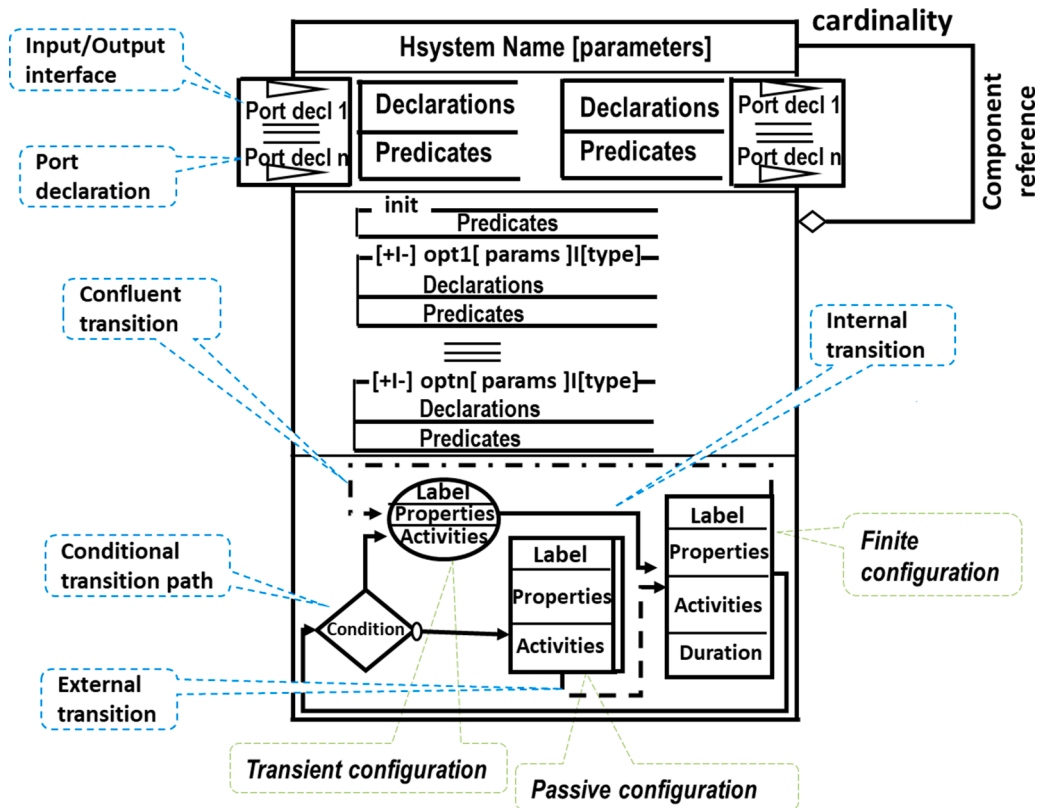 cardinality
Hsystem Name [parameters]
Input/Output
interface
Port decl 1
Port decl n
Declarations
Predicates
Declarations
Predicates
Port decl 1
Port decl n
Component
reference
Port
declaration
init
Predicates
[+I-] opt1[ params ]I[type]
Declarations
Predicates
Confluent
transition
Internal
transition
[+I-] optn[ params ]I[type]
Declarations
Predicates
Label
Properties
Activities
Label
Properties
Activities
Label
Properties
Activities
Duration
Finite
configuration
Conditional
transition path
Condition
External
transition
Transient configuration
Passive configuration